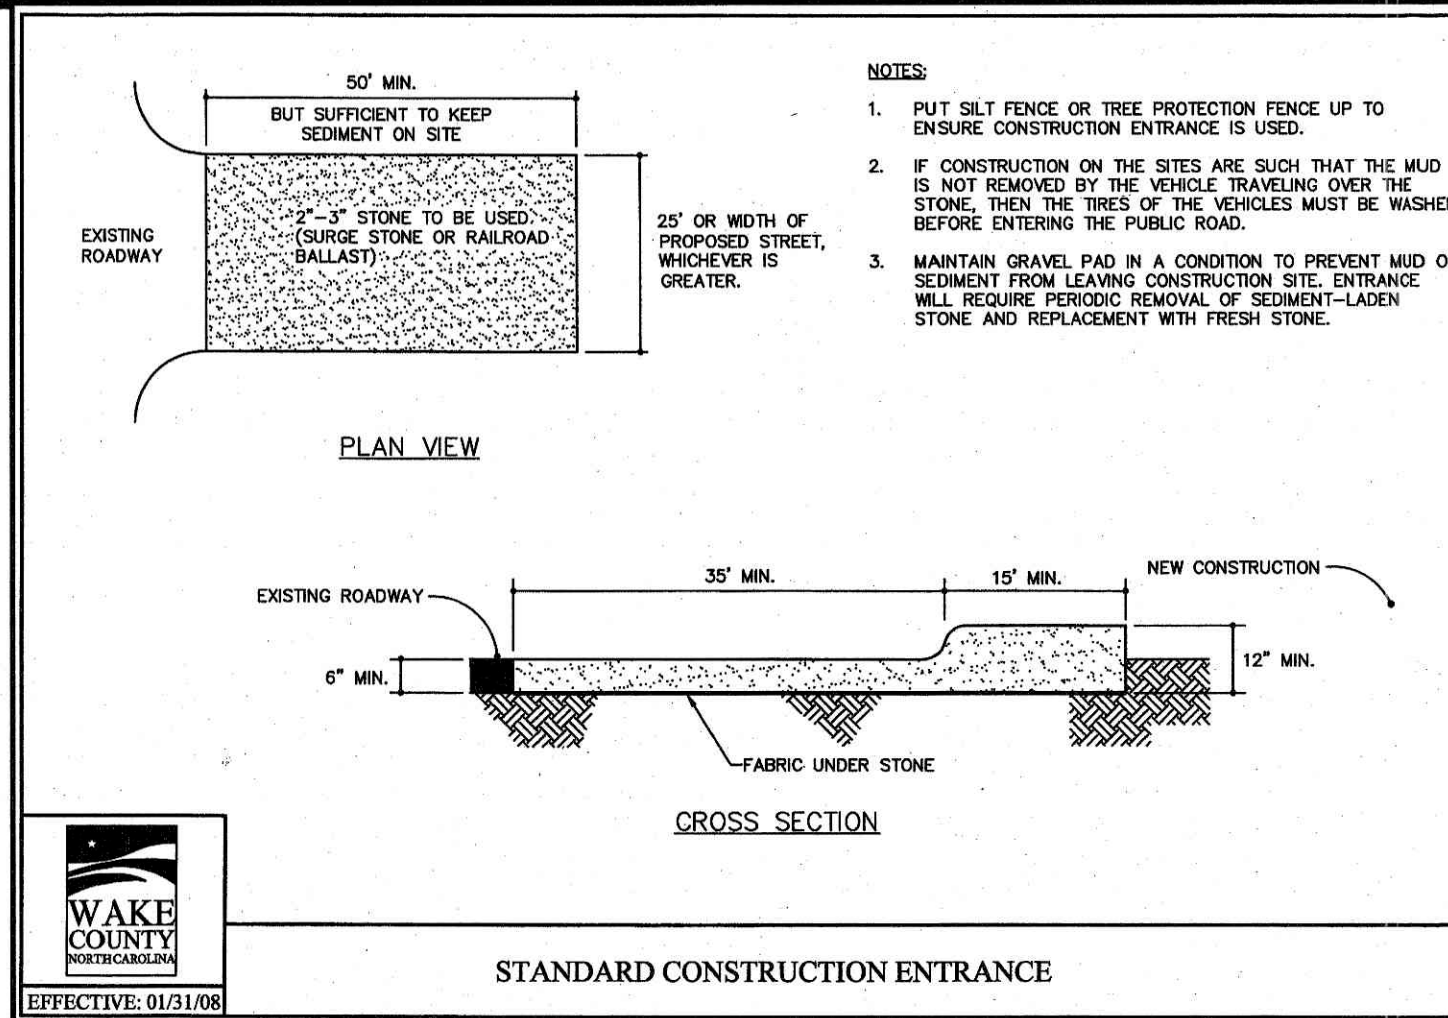 50' MIN.
BUT SUFFICIENT TO KEEP
SEDIMENT ON SITE
EXISTING
ROADWAY
2"-3" STONE TO BE USED.
(SURGE STONE OR RAILROAD
BALLAST)
25' OR WIDTH OF
PROPOSED STREET,
WHICHEVER IS
GREATER.
PLAN VIEW
NOTES:
1. PUT SILT FENCE OR TREE PROTECTION FENCE UP TO
ENSURE CONSTRUCTION ENTRANCE IS USED.
2. IF CONSTRUCTION ON THE SITES ARE SUCH THAT THE MUD
IS NOT REMOVED BY THE VEHICLE TRAVELING OVER THE
STONE, THEN THE TIRES OF THE VEHICLES MUST BE WASHE
BEFORE ENTERING THE PUBLIC ROAD.
3. MAINTAIN GRAVEL PAD IN A CONDITION TO PREVENT MUD O
SEDIMENT FROM LEAVING CONSTRUCTION SITE. ENTRANCE
WILL REQUIRE PERIODIC REMOVAL OF SEDIMENT-LADEN
STONE AND REPLACEMENT WITH FRESH STONE.
35' MIN.
15' MIN.
NEW CONSTRUCTION
EXISTING ROADWAY
6" MIN.
12" MIN.
FABRIC UNDER STONE
CROSS SECTION
WAKE
COUNTY
NORTH CAROLINA
EFFECTIVE: 01/31/08
STANDARD CONSTRUCTION ENTRANCE